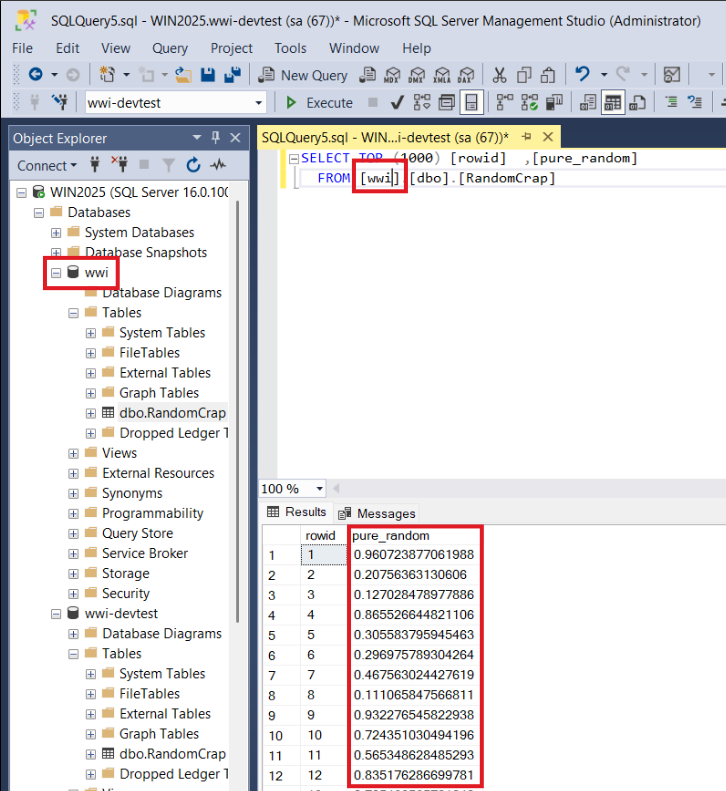 SQLQuery5.sql - WIN2025.wwi-devtest (sa (67))* - Microsoft SQL Server Management Studio (Administrator)
File Edit View Query Project Tools Window Help
New Query MDX DMX XMLA DAX
wwi-devtest Execute
Object Explorer
Connect
WIN2025 (SQL Server 16.0.100
Databases
System Databases
Database Snapshots
wwi
Database Diagrams
Tables
System Tables
FileTables
External Tables
Graph Tables
dbo.RandomCrap
Dropped Ledger T
Views
External Resources
Synonyms
Programmability
Query Store
Service Broker
Storage
Security
wwi-devtest
Database Diagrams
Tables
System Tables
FileTables
External Tables
Graph Tables
dbo.RandomCrap
Dropped Ledger T
SQLQuery5.sql - WIN...i-devtest (sa (67))*
SELECT TOP (1000) [rowid] ,[pure_random]
FROM [wwi].[dbo].[RandomCrap]
100 %
Results Messages
rowid pure_random
1 1 0.960723877061988
2 2 0.20756363130606
3 3 0.127028478977886
4 4 0.865526644821106
5 5 0.305583795945463
6 6 0.296975789304264
7 7 0.467563024427619
8 8 0.111065847566811
9 9 0.932276545822938
10 10 0.724351030494196
11 11 0.565348628485293
12 12 0.835176286699781